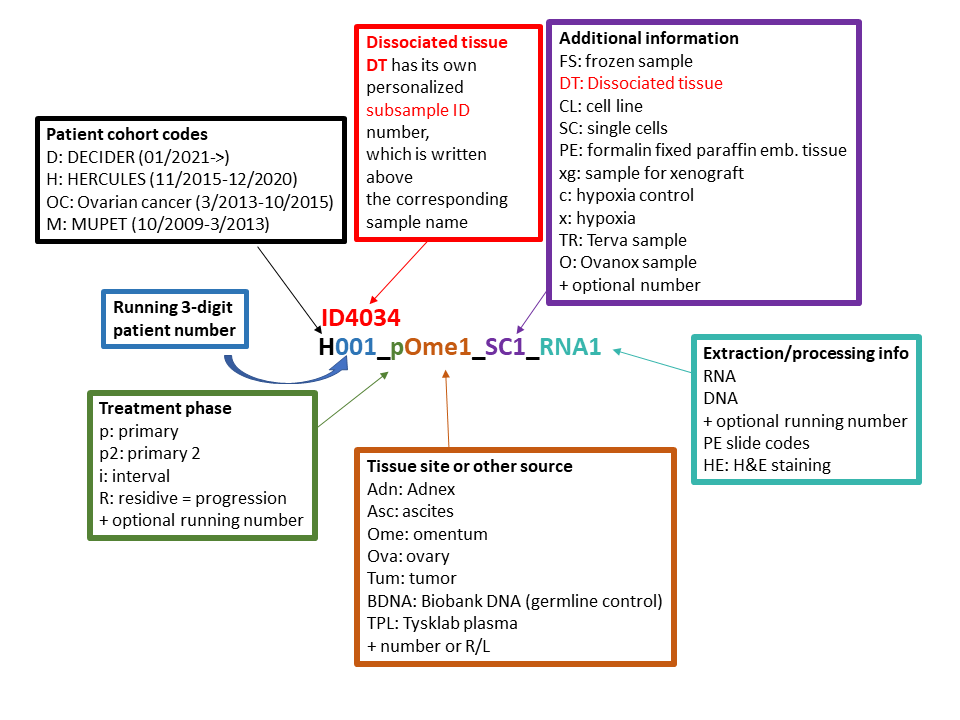 Patient cohort codes
D: DECIDER (01/2021->)
H: HERCULES (11/2015-12/2020)
OC: Ovarian cancer (3/2013-10/2015)
M: MUPET (10/2009-3/2013)
Dissociated tissue
DT has its own
personalized
subsample ID
number,
which is written
above
the corresponding
sample name
Additional information
FS: frozen sample
DT: Dissociated tissue
CL: cell line
SC: single cells
PE: formalin fixed paraffin emb. tissue
xg: sample for xenograft
c: hypoxia control
x: hypoxia
TR: Terva sample
O: Ovanox sample
+ optional number
Running 3-digit
patient number
ID4034
H001_pOme1_SC1_RNA1
Treatment phase
p: primary
p2: primary 2
i: interval
R: residive = progression
+ optional running number
Tissue site or other source
Adn: Adnex
Asc: ascites
Ome: omentum
Ova: ovary
Tum: tumor
BDNA: Biobank DNA (germline control)
TPL: Tysklab plasma
+ number or R/L
Extraction/processing info
RNA
DNA
+ optional running number
PE slide codes
HE: H&E staining